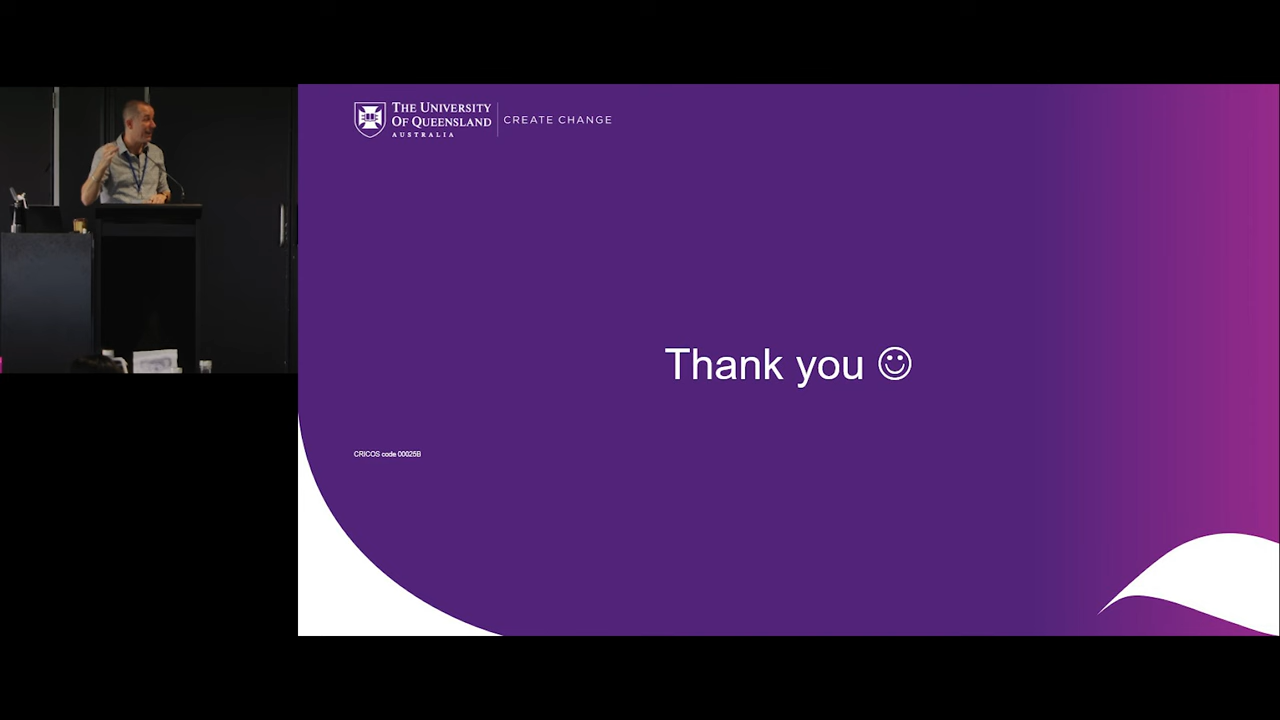 THE UNIVERSITY
OF QUEENSLAND
AUSTRALIA
CREATE CHANGE
Thank you ☺
CRICOS code 00025B